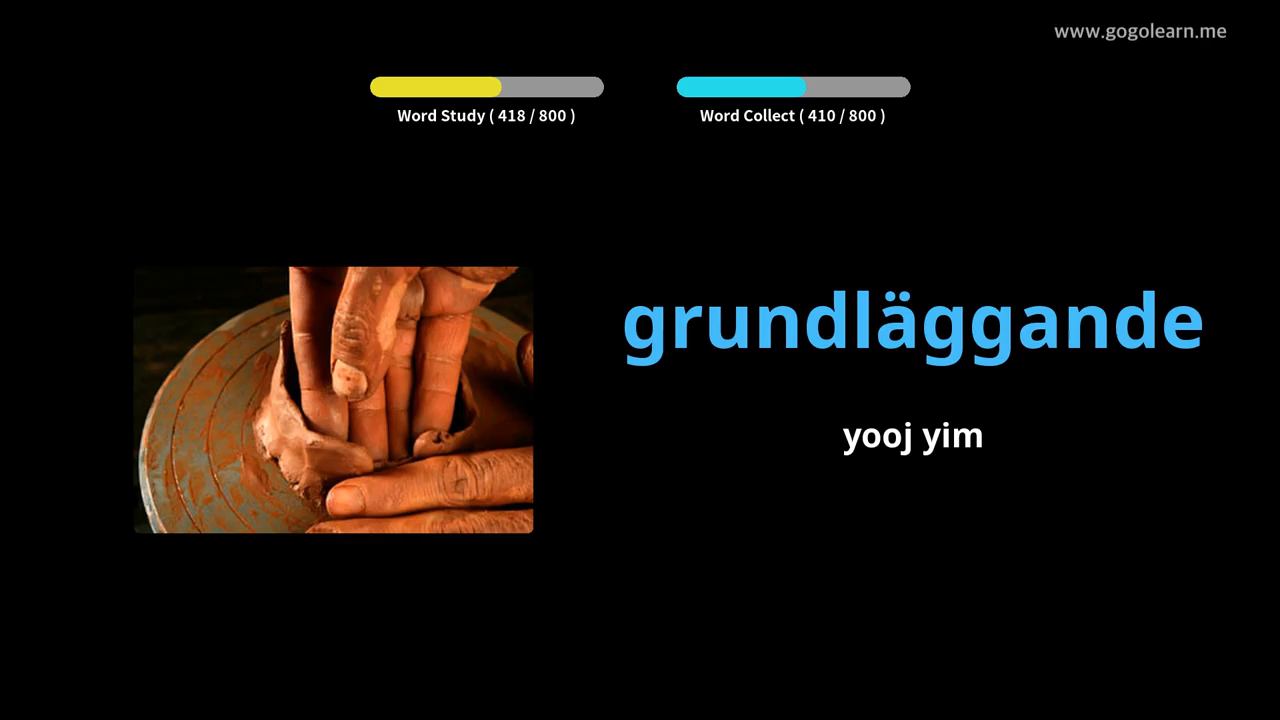 www.gogolearn.me
Word Study ( 418 / 800 )
Word Collect ( 410 / 800 )
grundläggande
yooj yim